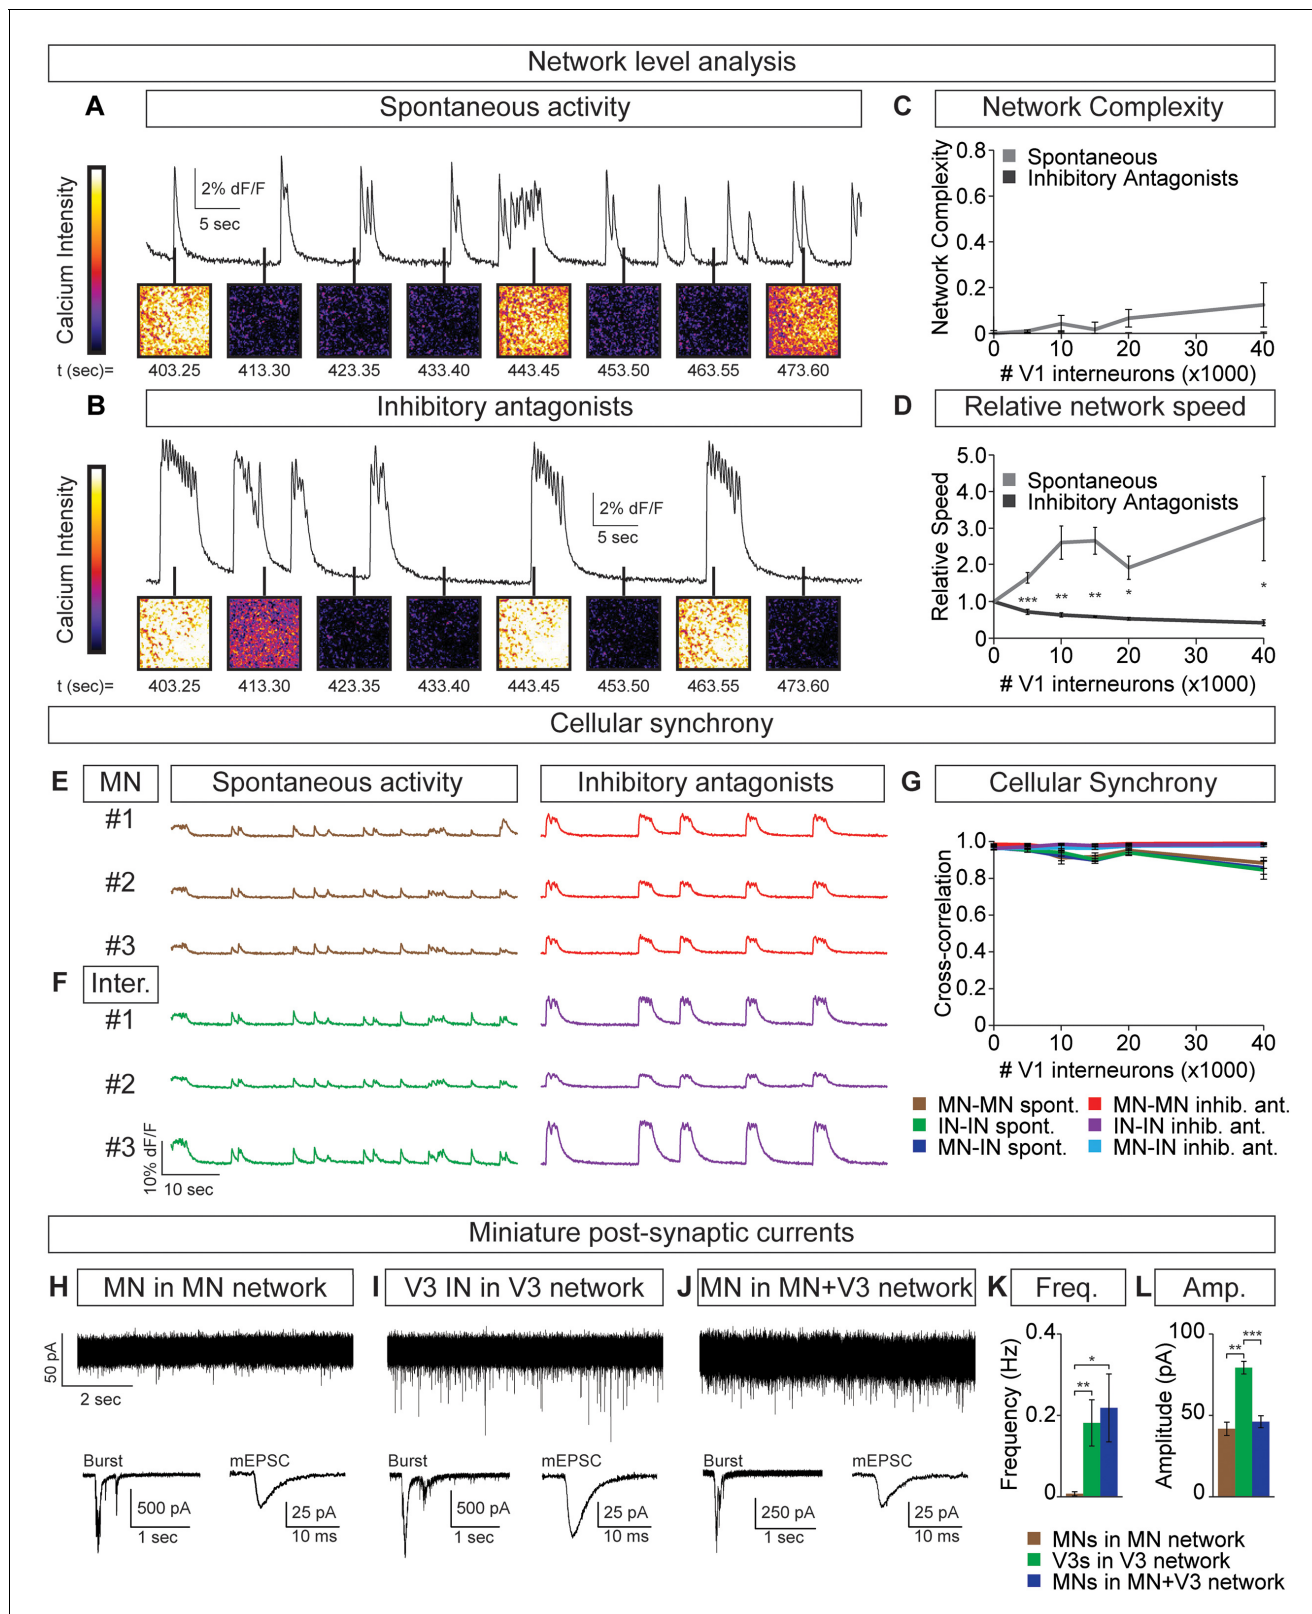 Network level analysis
A
Spontaneous activity
Calcium Intensity
2% dF/F
5 sec
t (sec)=
403.25
413.30
423.35
433.40
443.45
453.50
463.55
473.60
B
Inhibitory antagonists
Calcium Intensity
2% dF/F
5 sec
t (sec)=
403.25
413.30
423.35
433.40
443.45
453.50
463.55
473.60
C
Network Complexity
Network Complexity
0.8
0.6
0.4
0.2
0
Spontaneous
Inhibitory Antagonists
0
10
20
30
40
# V1 interneurons (x1000)
D
Relative network speed
Relative Speed
5.0
4.0
3.0
2.0
1.0
0
Spontaneous
Inhibitory Antagonists
***
**
**
*
*
0
10
20
30
40
# V1 interneurons (x1000)
Cellular synchrony
E
MN
Spontaneous activity
Inhibitory antagonists
#1
#2
#3
F
Inter.
#1
#2
#3
10% dF/F
10 sec
G
Cellular Synchrony
Cross-correlation
1.0
0.8
0.6
0.4
0.2
0
0
10
20
30
40
# V1 interneurons (x1000)
MN-MN spont.
IN-IN spont.
MN-IN spont.
MN-MN inhib. ant.
IN-IN inhib. ant.
MN-IN inhib. ant.
Miniature post-synaptic currents
H
MN in MN network
50 pA
2 sec
Burst
500 pA
1 sec
mEPSC
25 pA
10 ms
I
V3 IN in V3 network
Burst
500 pA
1 sec
mEPSC
25 pA
10 ms
J
MN in MN+V3 network
Burst
250 pA
1 sec
mEPSC
25 pA
10 ms
K
Freq.
Frequency (Hz)
0.4
0.2
0
*
**
L
Amp.
Amplitude (pA)
100
50
0
***
**
MNs in MN network
V3s in V3 network
MNs in MN+V3 network